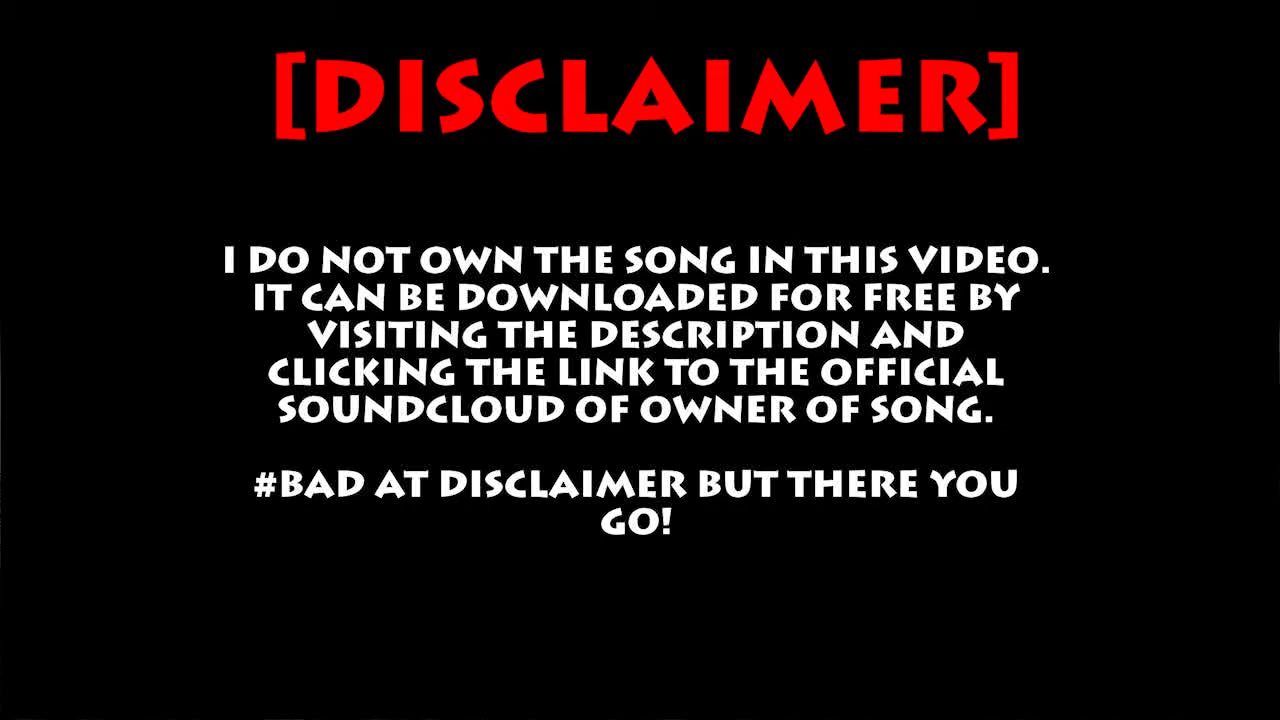 [DISCLAIMER]
I DO NOT OWN THE SONG IN THIS VIDEO.
IT CAN BE DOWNLOADED FOR FREE BY
VISITING THE DESCRIPTION AND
CLICKING THE LINK TO THE OFFICIAL
SOUNDCLOUD OF OWNER OF SONG.
#BAD AT DISCLAIMER BUT THERE YOU
GO!